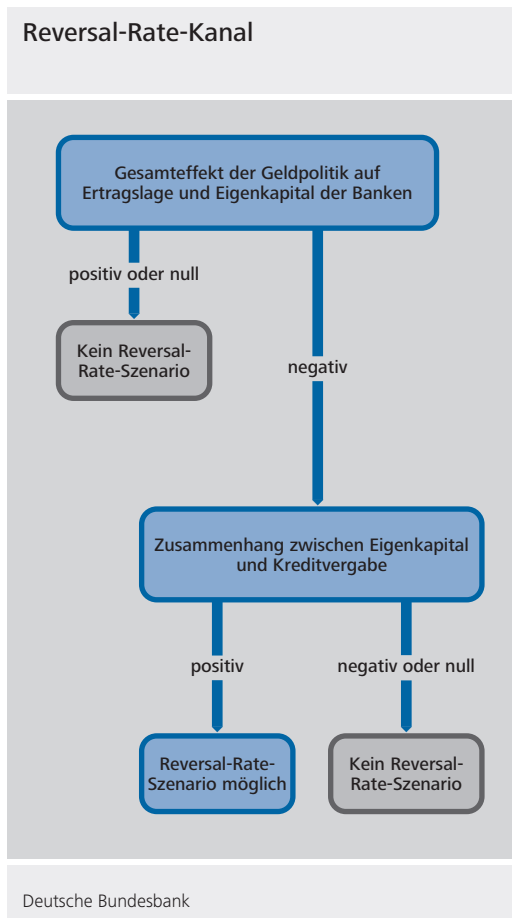 Reversal-Rate-Kanal
Gesamteffekt der Geldpolitik auf
Ertragslage und Eigenkapital der Banken
positiv oder null
Kein Reversal-
Rate-Szenario
negativ
Zusammenhang zwischen Eigenkapital
und Kreditvergabe
positiv
negativ oder null
Reversal-Rate-
Szenario möglich
Kein Reversal-
Rate-Szenario
Deutsche Bundesbank